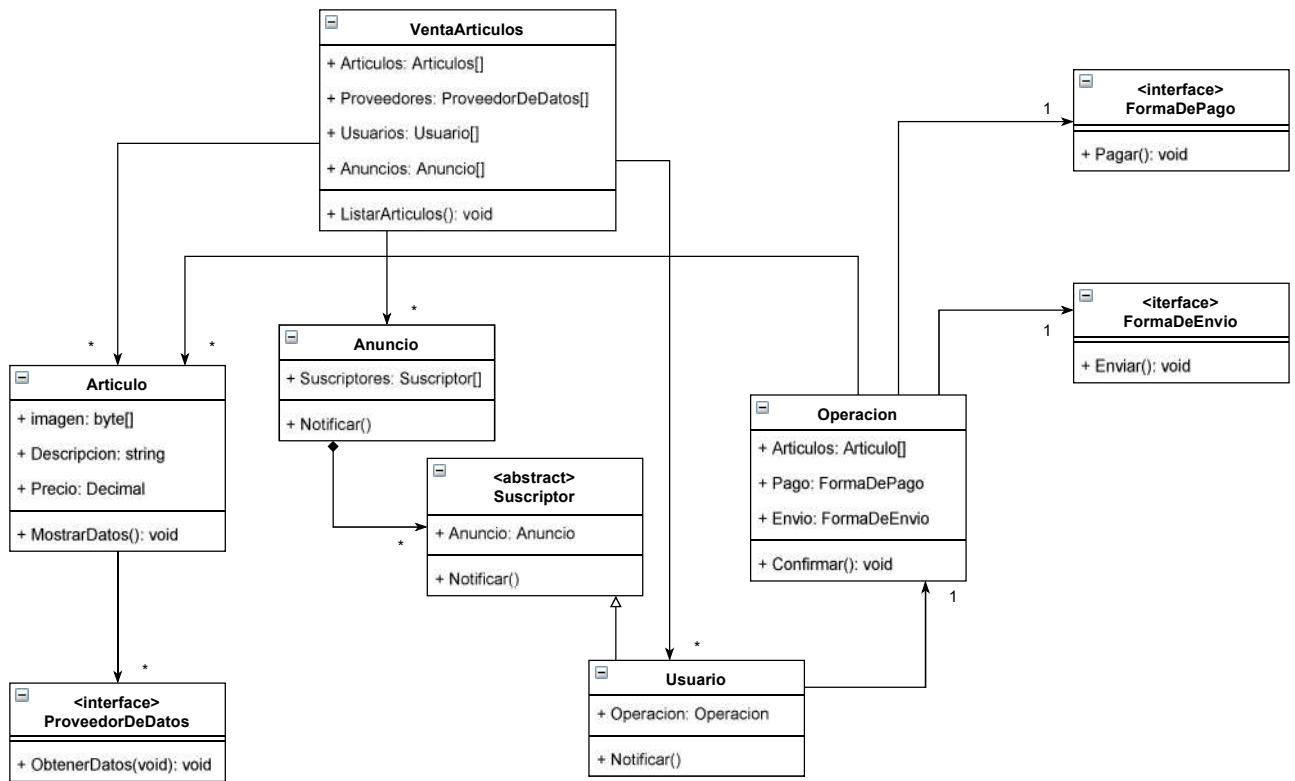 VentaArticulos
+ Articulos: Articulos[]
+ Proveedores: ProveedorDeDatos[]
+ Usuarios: Usuario[]
+ Anuncios: Anuncio[]
+ ListarArticulos(): void
<interface>
FormaDePago
+ Pagar(): void
1
<iterface>
FormaDeEnvio
+ Enviar(): void
1
*
*
*
Anuncio
+ Suscriptores: Suscriptor[]
+ Notificar()
Articulo
+ imagen: byte[]
+ Descripcion: string
+ Precio: Decimal
+ MostrarDatos(): void
Operacion
+ Articulos: Articulo[]
+ Pago: FormaDePago
+ Envio: FormaDeEnvio
+ Confirmar(): void
<abstract>
Suscriptor
+ Anuncio: Anuncio
+ Notificar()
*
1
*
*
Usuario
+ Operacion: Operacion
+ Notificar()
<interface>
ProveedorDeDatos
+ ObtenerDatos(void): void